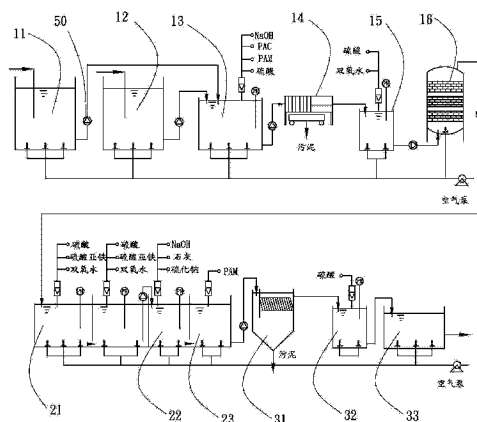 11
50
12
13
14
15
16
NaOH
PAC
PAM
硫酸
硫酸
双氧水
污泥
空气泵
硫酸
硫酸亚铁
双氧水
硫酸
硫酸亚铁
双氧水
NaOH
石灰
硫化钠
PAM
硫酸
污泥
空气泵
21
22
23
31
32
33